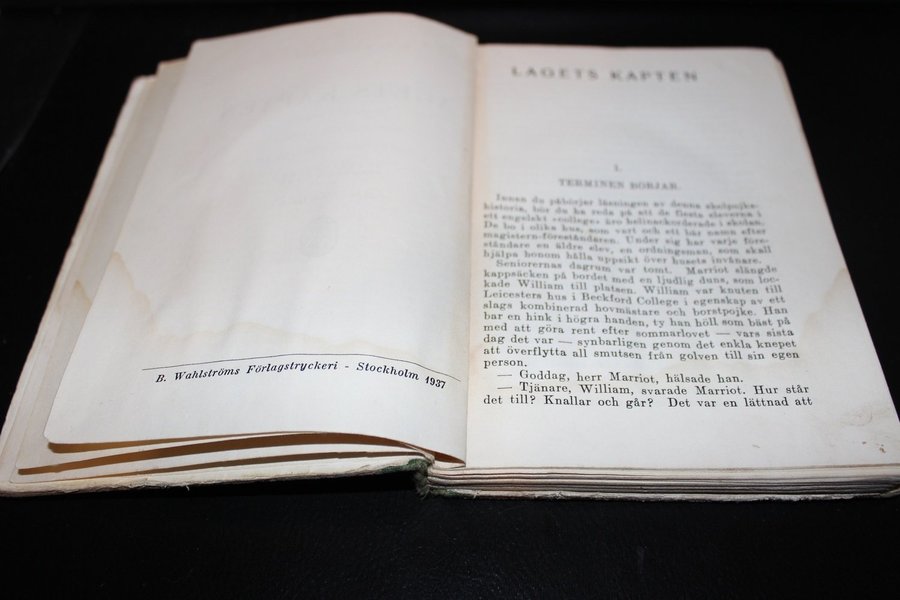 B. Wahlströms Förlagstryckeri - Stockholm 1937
LAGETS KAPTEN
I.
TERMINEN BÖRJAR.
Innan du påbörjar läsningen av denna skolpojks-
historia, bör du ha reda på att de flesta eleverna i
ett engelskt «college» äro helinackorderade i skolan.
De bo i olika hus, som vart och ett bär namn efter
magistern-föreståndaren. Under sig har varje före-
ståndare en äldre elev, en ordningsman, som skall
hjälpa honom hålla uppsikt över husets invånare.
Seniorernas dagrum var tomt. Marriot slängde
kappsäcken på bordet med en ljudlig duns, som loc-
kade William till platsen. William var knuten till
Leicesters hus i Beckford College i egenskap av ett
slags kombinerad hovmästare och borstpojke. Han
bar en hink i högra handen, ty han höll som bäst på
med att göra rent efter sommarlovet — vars sista
dag det var — synbarligen genom det enkla knepet
att överflytta all smutsen från golven till sin egen
person.
— Goddag, herr Marriot, hälsade han.
— Tjänare, William, svarade Marriot. Hur står
det till? Knallar och går? Det var en lättnad att